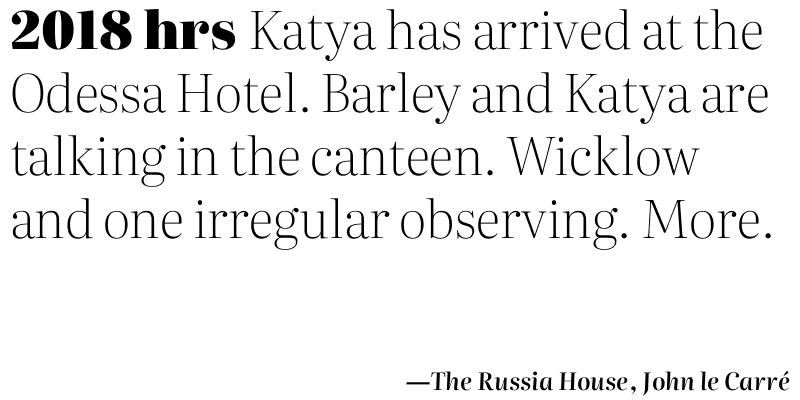 2018 hrs Katya has arrived at the
Odessa Hotel. Barley and Katya are
talking in the canteen. Wicklow
and one irregular observing. More.
—The Russia House, John le Carré